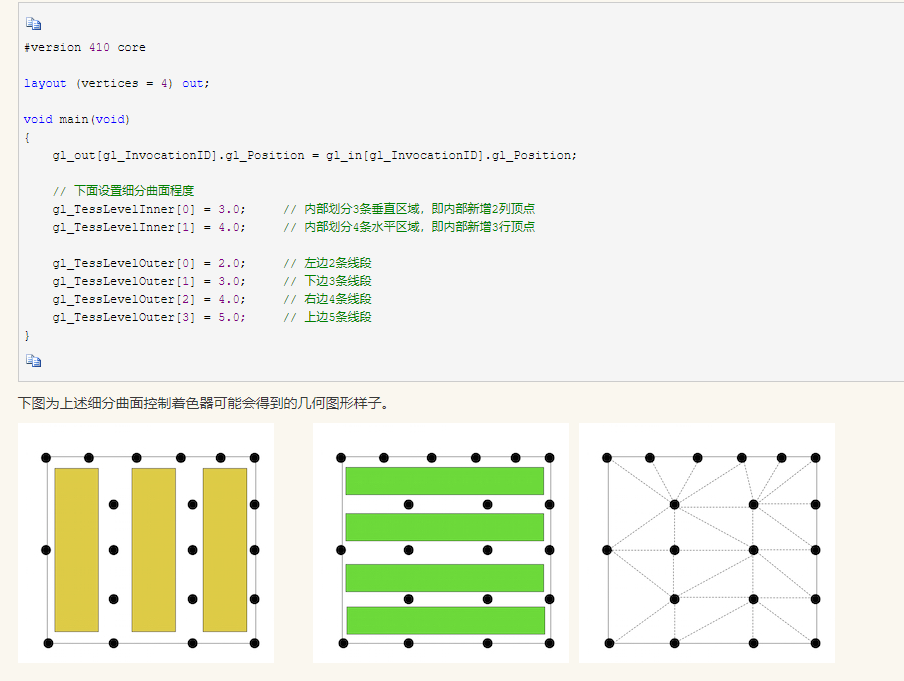 #version 410 core
layout (vertices = 4) out;
void main(void)
{
gl_out[gl_InvocationID].gl_Position = gl_in[gl_InvocationID].gl_Position;
// 下面设置细分曲面程度
gl_TessLevelInner[0] = 3.0;     // 内部划分3条垂直区域，即内部新增2列顶点
gl_TessLevelInner[1] = 4.0;     // 内部划分4条水平区域，即内部新增3行顶点
gl_TessLevelOuter[0] = 2.0;     // 左边2条线段
gl_TessLevelOuter[1] = 3.0;     // 下边3条线段
gl_TessLevelOuter[2] = 4.0;     // 右边4条线段
gl_TessLevelOuter[3] = 5.0;     // 上边5条线段
}
下图为上述细分曲面控制着色器可能会得到的几何图形样子。